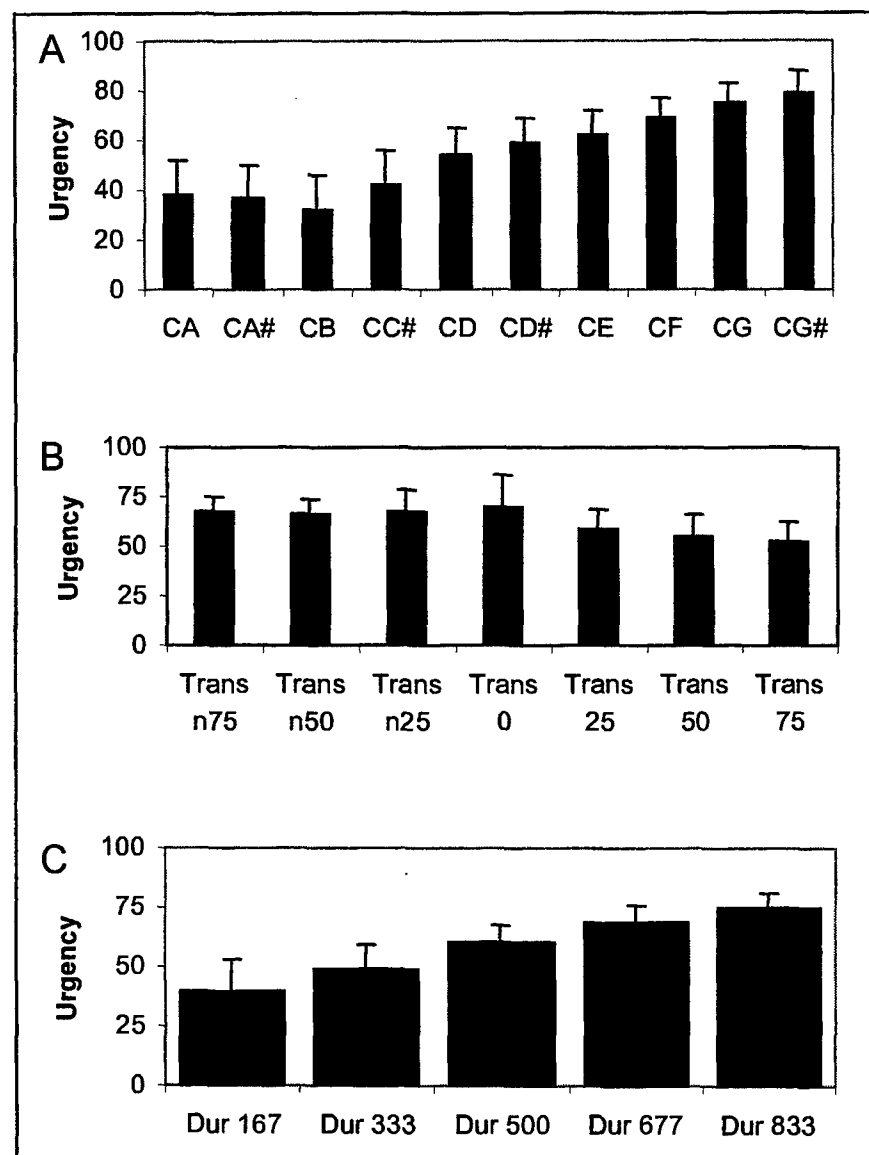 A
100
80
60
40
20
0
Urgency
CA CA# CB CC# CD CD# CE CF CG CG#
B
100
75
50
25
0
Urgency
Trans Trans Trans Trans Trans Trans Trans
n75 n50 n25 0 25 50 75
C
100
75
50
25
0
Urgency
Dur 167 Dur 333 Dur 500 Dur 677 Dur 833